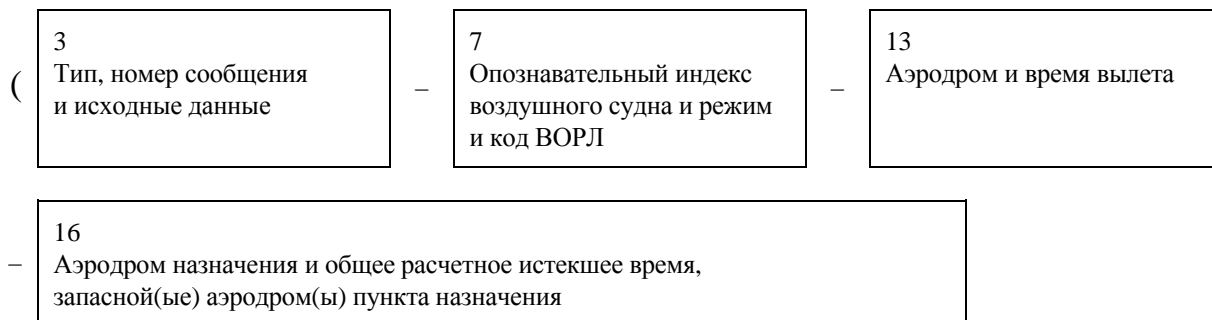 3
7
13
( Тип, номер сообщения – Опознавательный индекс – Аэродром и время вылета
и исходные данные воздушного судна и режим
и код ВОРЛ
16
– Аэродром назначения и общее расчетное истекшее время,
запасной(ые) аэродром(ы) пункта назначения